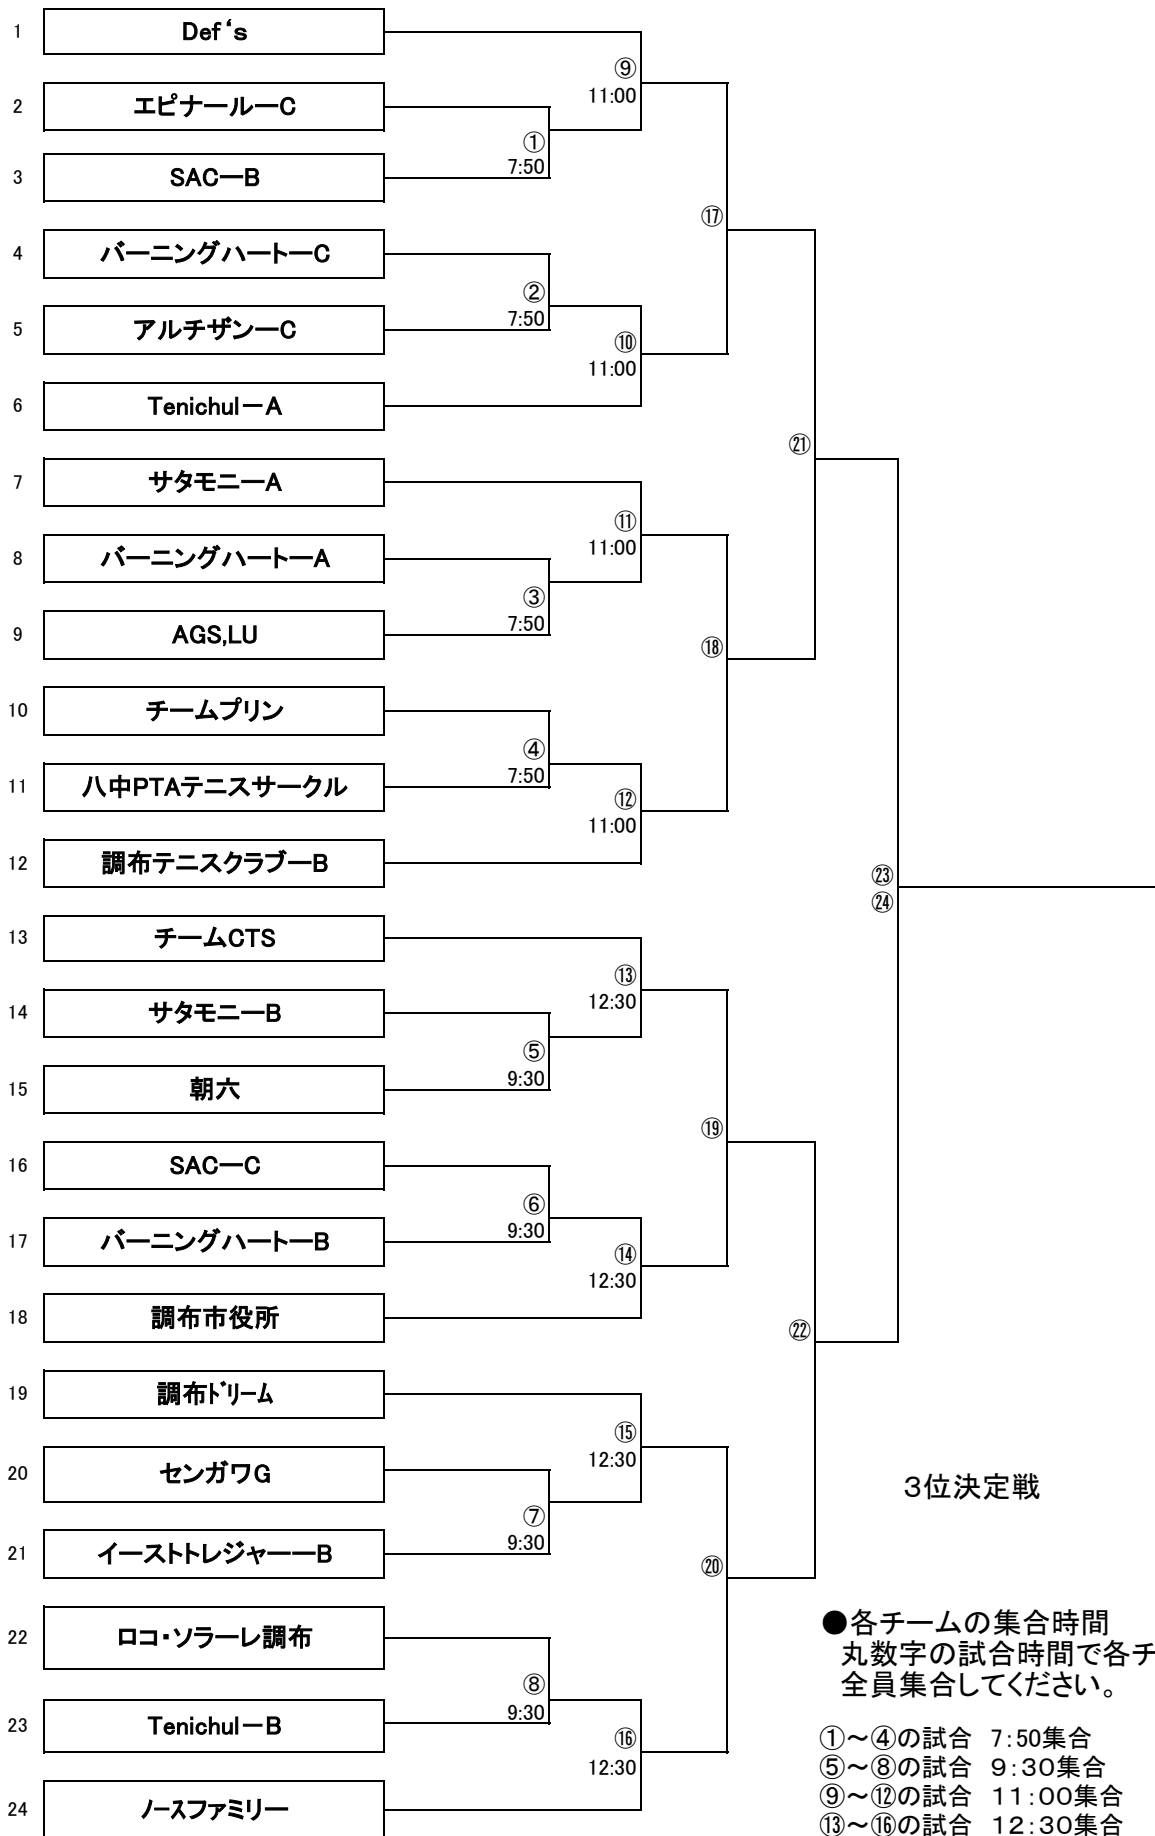 1 Def‘s
⑨
11:00
2 エピナールーC
①
7:50
3 SACーB
⑰
4 バーニングハートーC
②
7:50
5 アルチザンーC
⑩
11:00
6 TenichulーA
㉑
7 サタモニーA
⑪
11:00
8 バーニングハートーA
③
7:50
9 AGS,LU
⑱
10 チームプリン
④
7:50
11 八中PTAテニスサークル
⑫
11:00
12 調布テニスクラブーB
㉓
㉔
13 チームCTS
⑬
12:30
14 サタモニーB
⑤
9:30
15 朝六
⑲
16 SACーC
⑥
9:30
17 バーニングハートーB
⑭
12:30
18 調布市役所
㉒
19 調布ドリーム
⑮
12:30
20 センガワG
3位決定戦
⑦
9:30
21 イーストトレジャーーB
⑳
22 ロコ・ソラーレ調布
⑧
9:30
23 TenichulーB
⑯
12:30
24 ノースファミリー
●各チームの集合時間
丸数字の試合時間で各チ
全員集合してください。
①～④の試合 7:50集合
⑤～⑧の試合 9:30集合
⑨～⑫の試合 11:00集合
⑬～⑯の試合 12:30集合